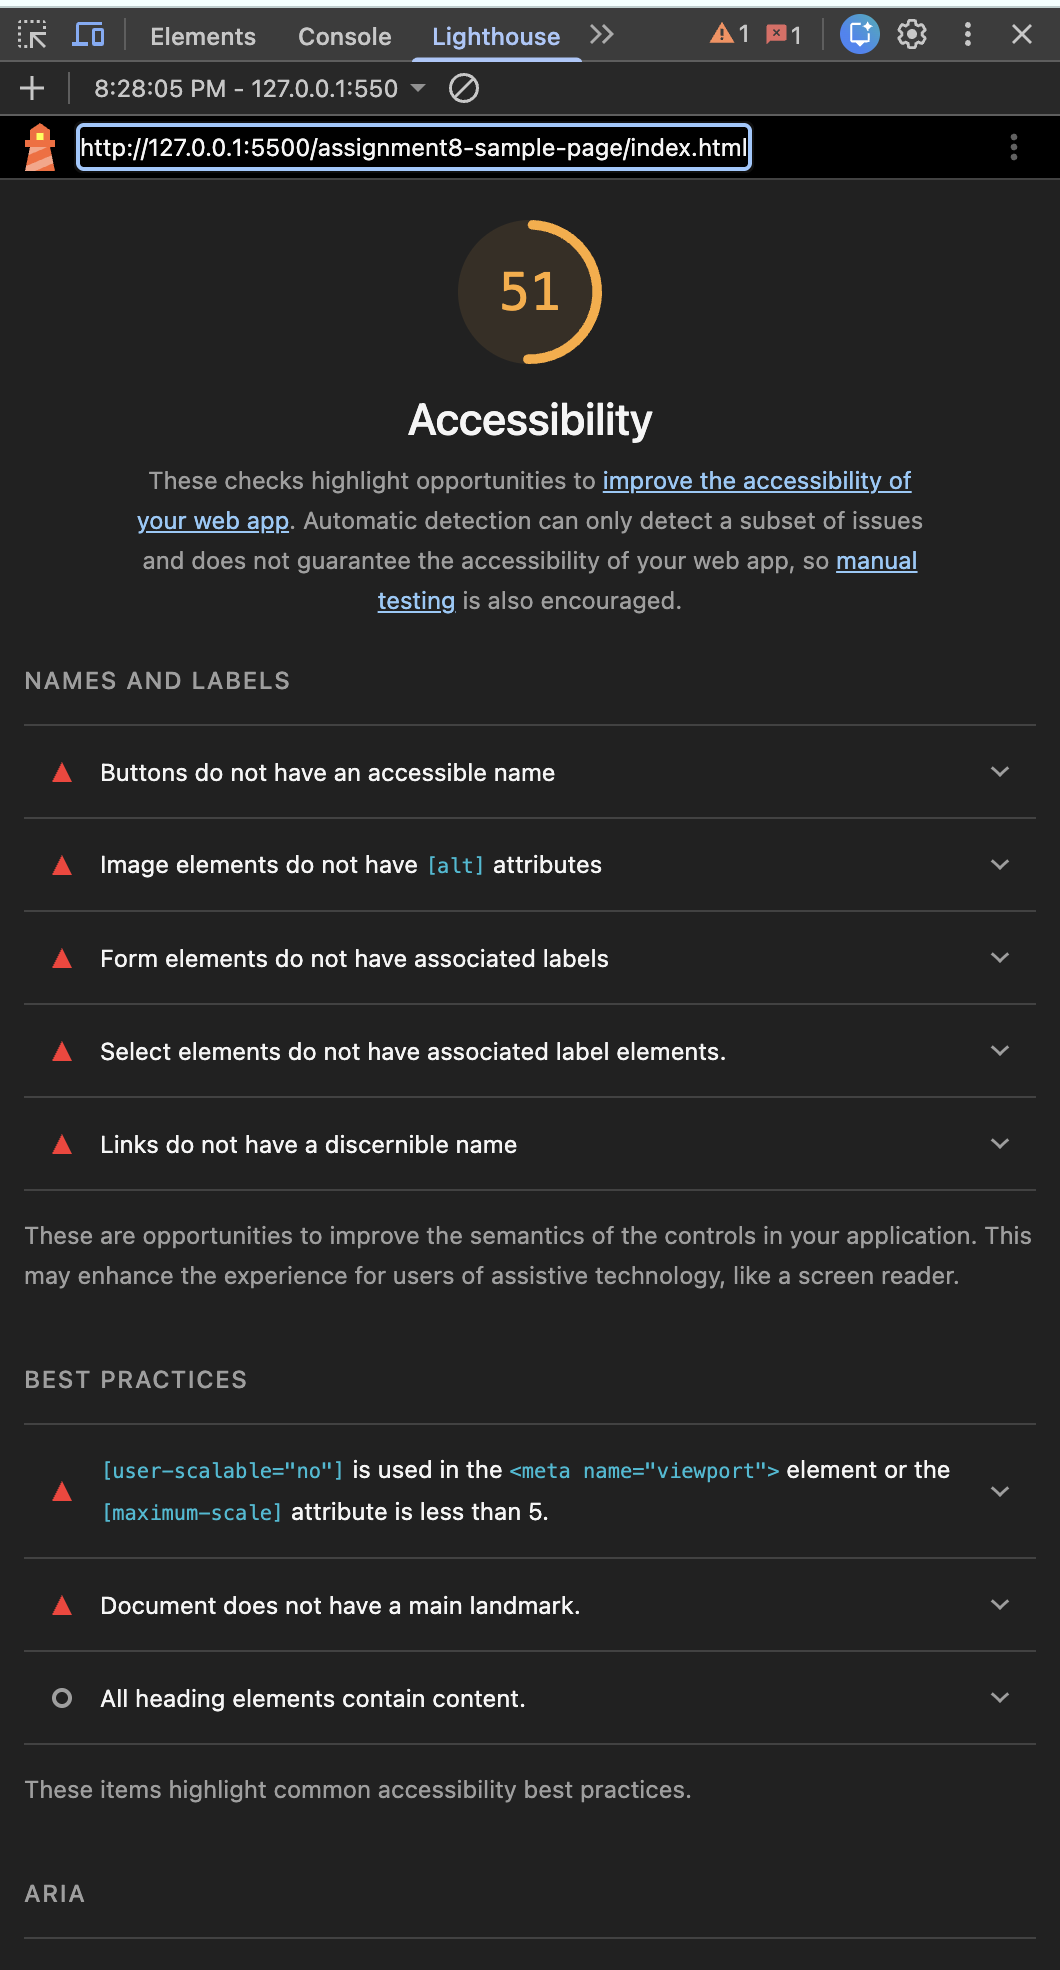 Elements Console Lighthouse 1 1
8:28:05 PM - 127.0.0.1:550
http://127.0.0.1:5500/assignment8-sample-page/index.html
51
Accessibility
These checks highlight opportunities to improve the accessibility of
your web app. Automatic detection can only detect a subset of issues
and does not guarantee the accessibility of your web app, so manual
testing is also encouraged.
NAMES AND LABELS
Buttons do not have an accessible name
Image elements do not have [alt] attributes
Form elements do not have associated labels
Select elements do not have associated label elements.
Links do not have a discernible name
These are opportunities to improve the semantics of the controls in your application. This
may enhance the experience for users of assistive technology, like a screen reader.
BEST PRACTICES
[user-scalable="no"] is used in the <meta name="viewport"> element or the
[maximum-scale] attribute is less than 5.
Document does not have a main landmark.
All heading elements contain content.
These items highlight common accessibility best practices.
ARIA